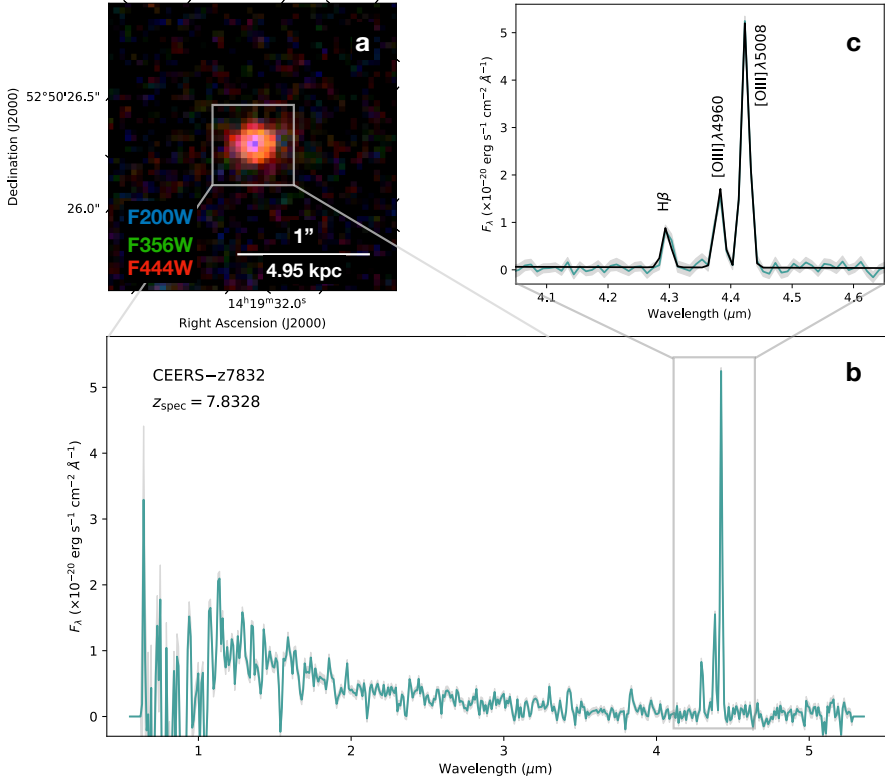 a
52°50'26.5"
26.0"
Declination (J2000)
F200W
F356W
F444W
1”
4.95 kpc
14ʰ19ᵐ32.0ˢ
Right Ascension (J2000)
c
5
4
3
2
1
0
Fλ (×10⁻²⁰ erg s⁻¹ cm⁻² Å⁻¹)
Hβ
[OIII]λ4960
[OIII]λ5008
4.1 4.2 4.3 4.4 4.5 4.6
Wavelength (μm)
b
CEERS−z7832
zspec = 7.8328
5
4
3
2
1
0
Fλ (×10⁻²⁰ erg s⁻¹ cm⁻² Å⁻¹)
1 2 3 4 5
Wavelength (μm)